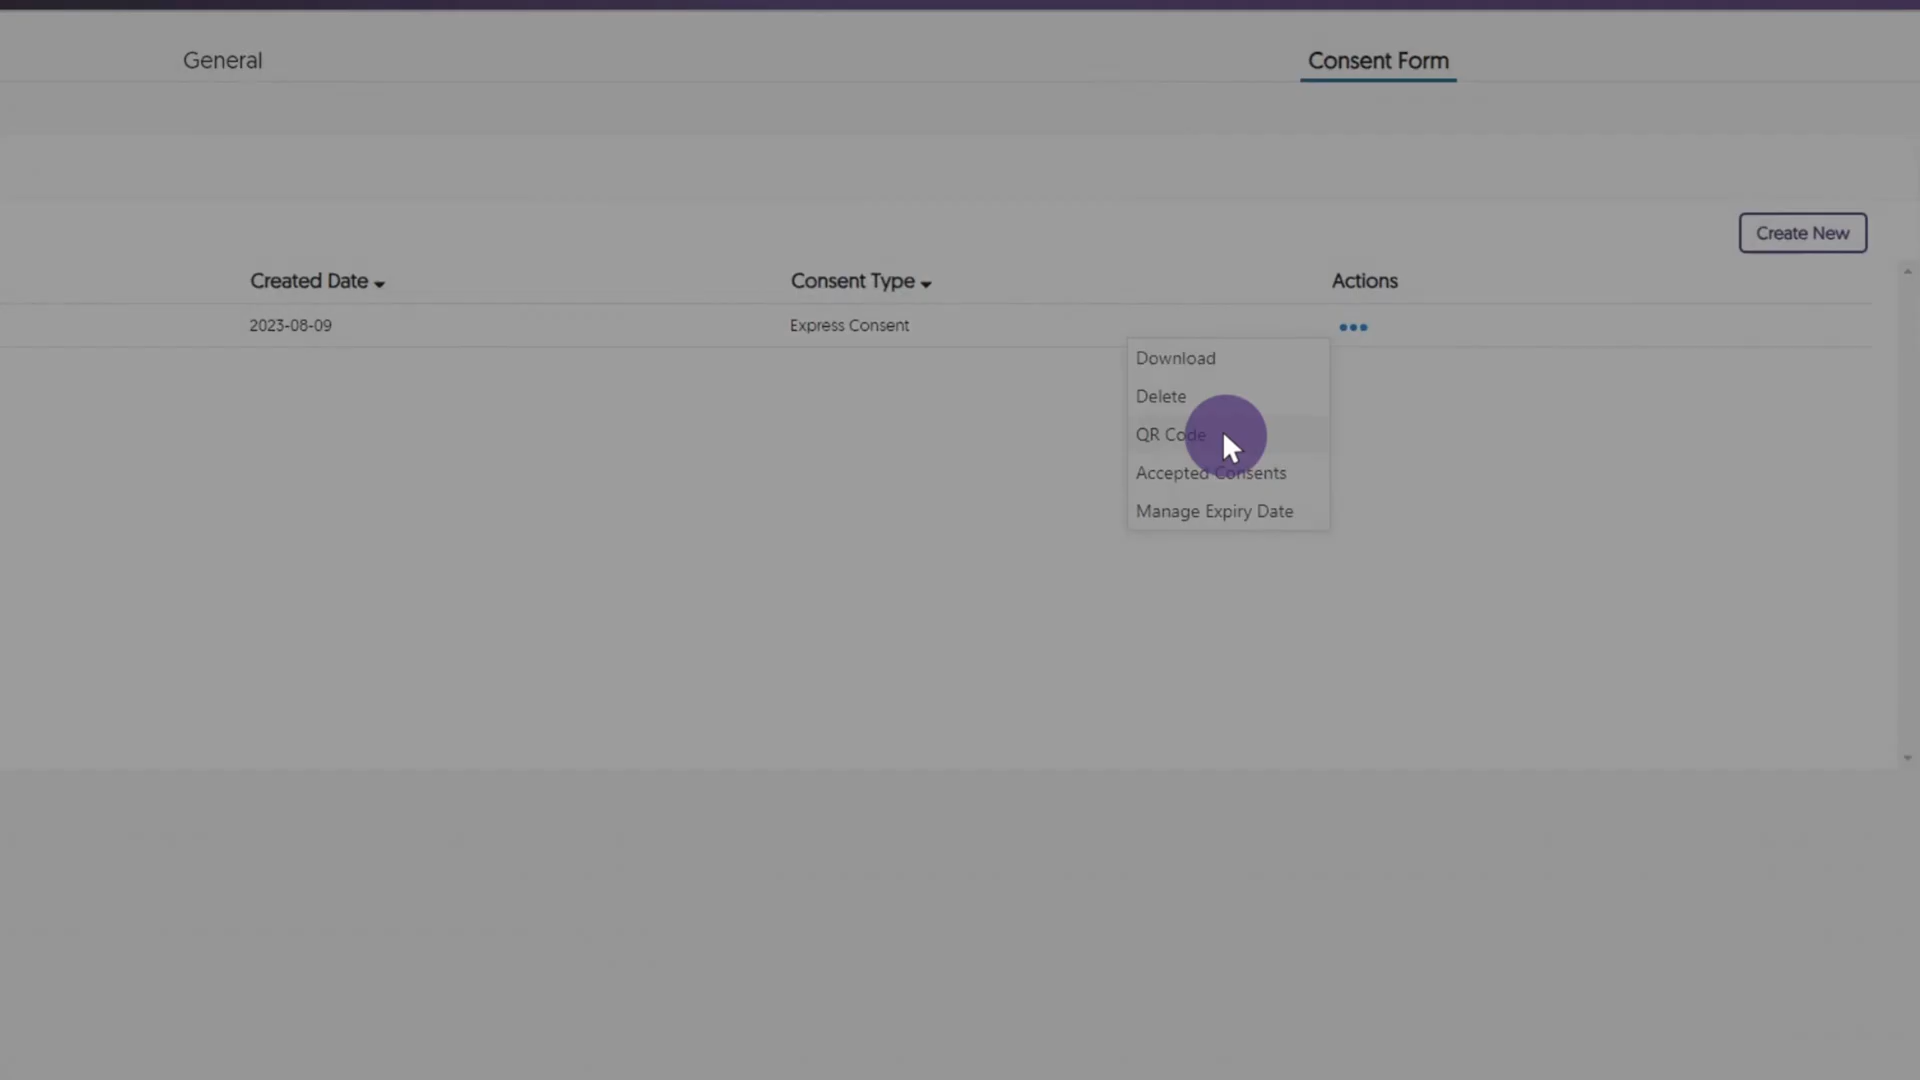 General
Consent Form
Create New
Created Date
Consent Type
Actions
2023-08-09
Express Consent
Download
Delete
QR Code
Accepted Consents
Manage Expiry Date